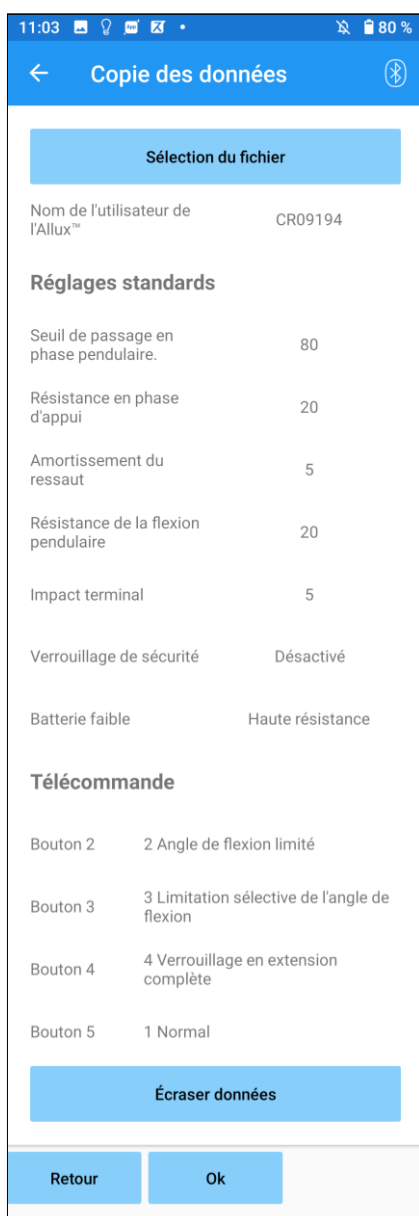 11:03
80 %
Copie des données
Sélection du fichier
Nom de l'utilisateur de
l'Allux™
CR09194
Réglages standards
Seuil de passage en
phase pendulaire.
80
Résistance en phase
d'appui
20
Amortissement du
ressaut
5
Résistance de la flexion
pendulaire
20
Impact terminal
5
Verrouillage de sécurité
Désactivé
Batterie faible
Haute résistance
Télécommande
Bouton 2
2 Angle de flexion limité
Bouton 3
3 Limitation sélective de l'angle de
flexion
Bouton 4
4 Verrouillage en extension
complète
Bouton 5
1 Normal
Écraser données
Retour
Ok